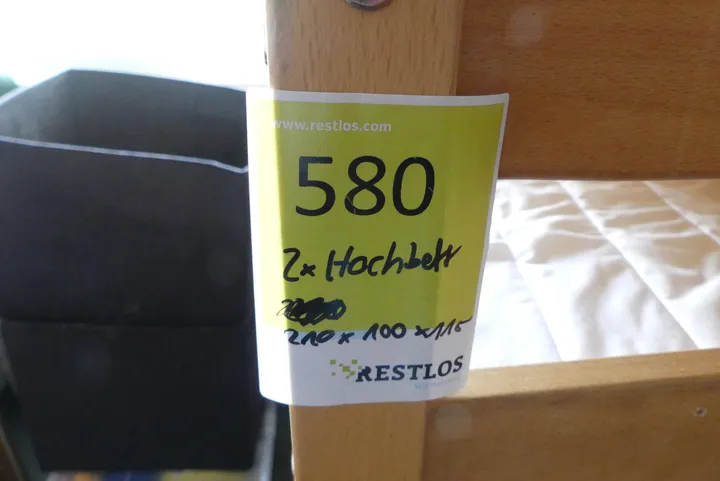 www.restlos.com
580
2x Hochbett
210 x 100 x 115
RESTLOS